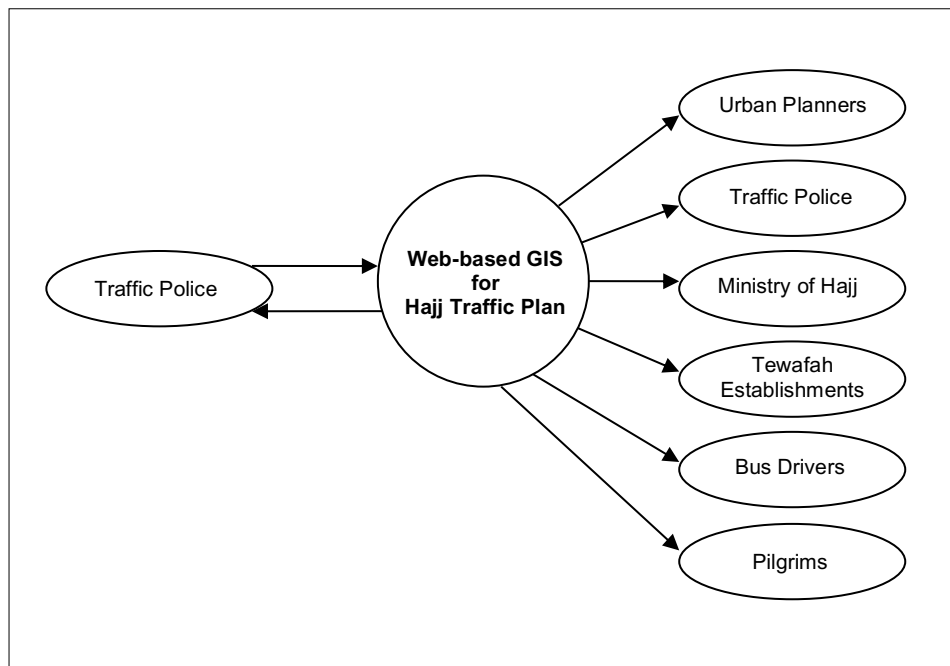 Traffic Police
Web-based GIS
for
Hajj Traffic Plan
Urban Planners
Traffic Police
Ministry of Hajj
Tewafah
Establishments
Bus Drivers
Pilgrims